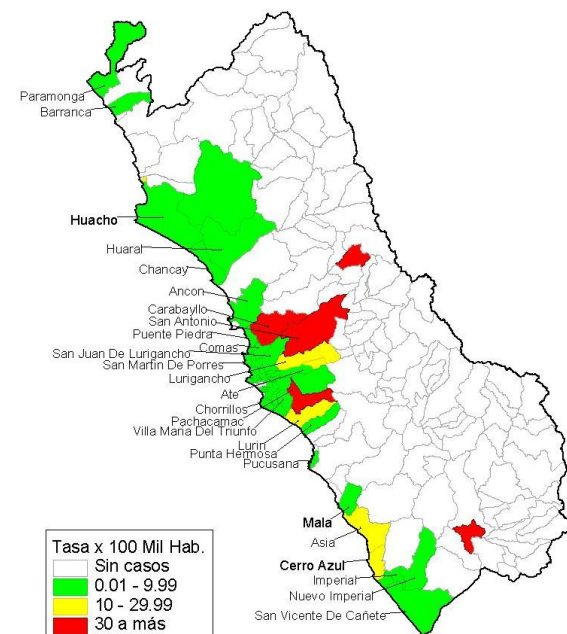 Paramonga
Barranca
Huacho
Huaral
Chancay
Ancon
Carabayllo
San Antonio
Puente Piedra
Comas
San Juan De Lurigancho
San Martin De Porres
Lurigancho
Ate
Chorrillos
Pachacamac
Villa Maria Del Triunfo
Lurin
Punta Hermosa
Pucusana
Mala
Asia
Cerro Azul
Imperial
Nuevo Imperial
San Vicente De Cañete
Tasa x 100 Mil Hab.
Sin casos
0.01 - 9.99
10 - 29.99
30 a más